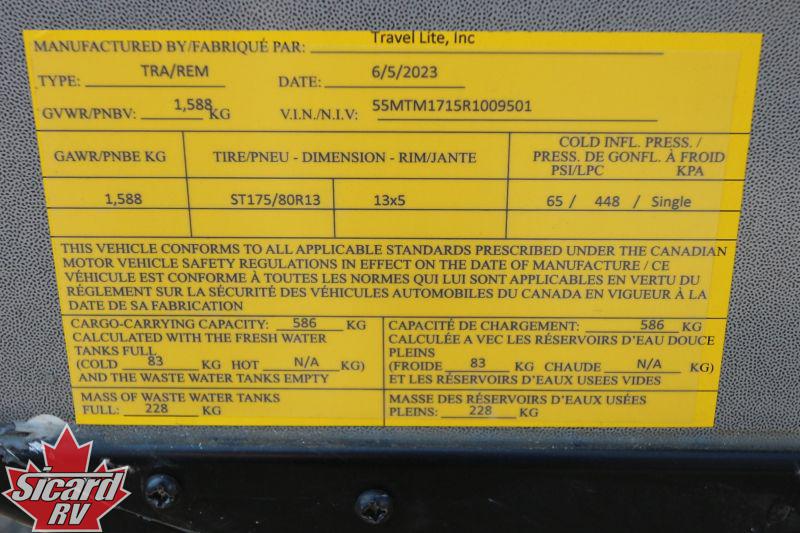 MANUFACTURED BY/FABRIQUÉ PAR: Travel Lite, Inc
TYPE: TRA/REM DATE: 6/5/2023
GVWR/PNBV: 1,588 KG V.I.N./N.I.V: 55MTM1715R1009501
GAWR/PNBE KG TIRE/PNEU - DIMENSION - RIM/JANTE COLD INFL. PRESS. /
PRESS. DE GONFL. À FROID
PSI/LPC KPA
1,588 ST175/80R13 13x5 65 / 448 / Single
THIS VEHICLE CONFORMS TO ALL APPLICABLE STANDARDS PRESCRIBED UNDER THE CANADIAN
MOTOR VEHICLE SAFETY REGULATIONS IN EFFECT ON THE DATE OF MANUFACTURE / CE
VÉHICULE EST CONFORME À TOUTES LES NORMES QUI LUI SONT APPLICABLES EN VERTU DU
RÉGLEMENT SUR LA SÉCURITÉ DES VÉHICULES AUTOMOBILES DU CANADA EN VIGUEUR À LA
DATE DE SA FABRICATION
CARGO-CARRYING CAPACITY: 586 KG
CALCULATED WITH THE FRESH WATER
TANKS FULL
(COLD 83 KG HOT N/A KG)
AND THE WASTE WATER TANKS EMPTY
MASS OF WASTE WATER TANKS
FULL: 228 KG
CAPACITÉ DE CHARGEMENT: 586 KG
CALCULÉE A VEC LES RÉSERVOIRS D'EAU DOUCE
PLEINS
(FROIDE 83 KG CHAUDE N/A KG)
ET LES RÉSERVOIRS D'EAUX USEES VIDES
MASSE DES RÉSERVOIRS D'EAUX USÉES
PLEINS: 228 KG
Sicard
RV